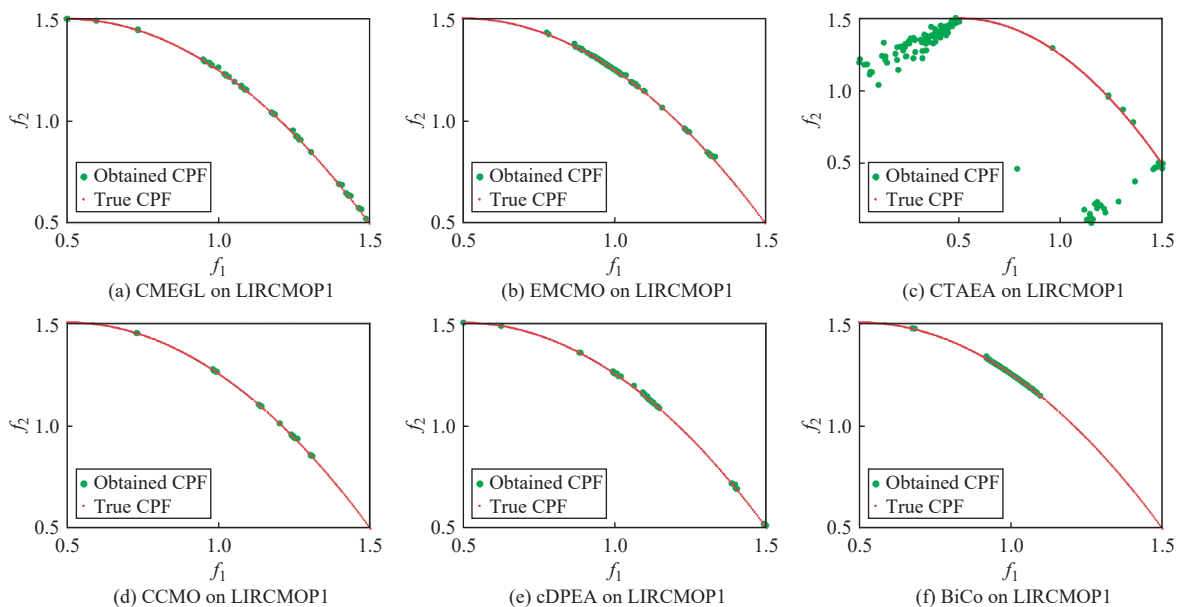 1.5
1.0
0.5
f2
Obtained CPF
True CPF
0.5
1.0
1.5
f1
(a) CMEGL on LIRCMOP1
1.5
1.0
0.5
f2
Obtained CPF
True CPF
0.5
1.0
1.5
f1
(b) EMCMO on LIRCMOP1
1.5
1.0
0.5
f2
Obtained CPF
True CPF
0.5
1.0
1.5
f1
(c) CTAEA on LIRCMOP1
1.5
1.0
0.5
f2
Obtained CPF
True CPF
0.5
1.0
1.5
f1
(d) CCMO on LIRCMOP1
1.5
1.0
0.5
f2
Obtained CPF
True CPF
0.5
1.0
1.5
f1
(e) cDPEA on LIRCMOP1
1.5
1.0
0.5
f2
Obtained CPF
True CPF
0.5
1.0
1.5
f1
(f) BiCo on LIRCMOP1